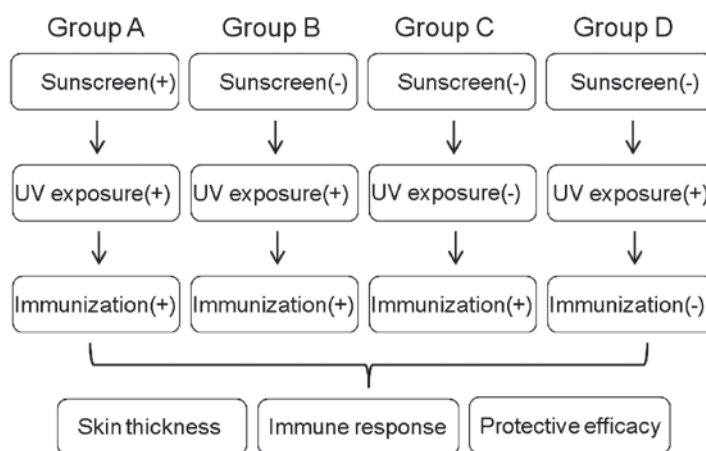 Group A Group B Group C Group D
Sunscreen(+) Sunscreen(-) Sunscreen(-) Sunscreen(-)
UV exposure(+) UV exposure(+) UV exposure(-) UV exposure(+)
Immunization(+) Immunization(+) Immunization(+) Immunization(-)
Skin thickness Immune response Protective efficacy